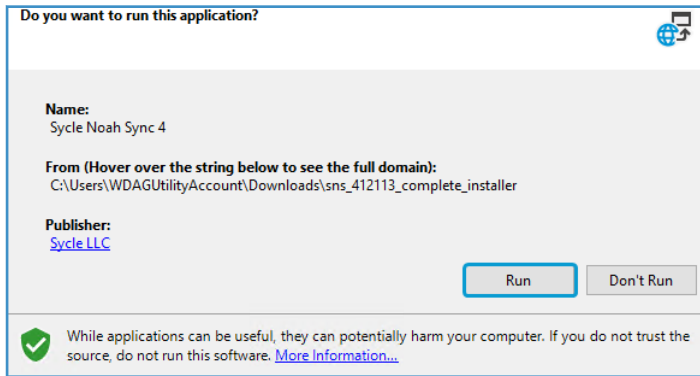 Do you want to run this application?
Name:
Sycle Noah Sync 4
From (Hover over the string below to see the full domain):
C:\Users\WDAGUtilityAccount\Downloads\sns_412113_complete_installer
Publisher:
Sycle LLC
Run
Don't Run
While applications can be useful, they can potentially harm your computer. If you do not trust the
source, do not run this software. More Information...